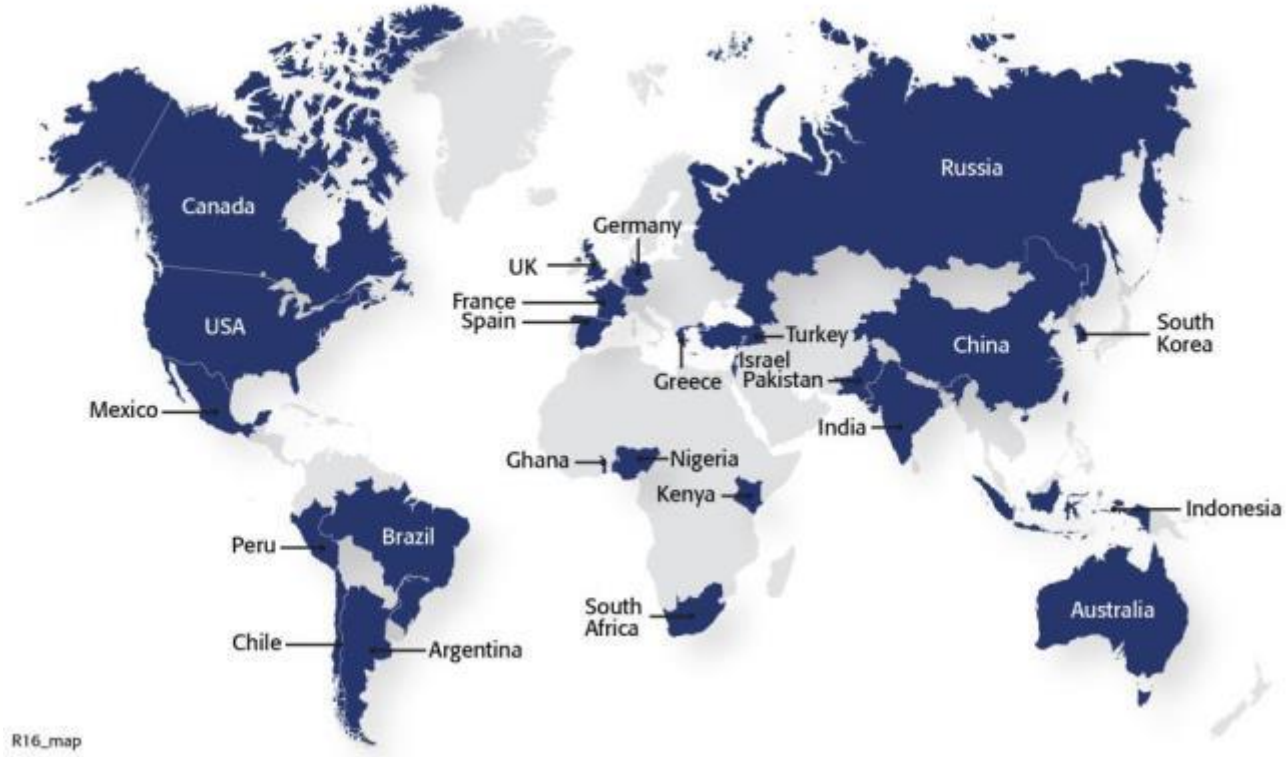 Canada
USA
Mexico
Peru
Brazil
Chile
Argentina
Germany
UK
France
Spain
Greece
Turkey
Israel
Pakistan
India
Russia
China
South
Korea
Ghana
Nigeria
Kenya
South
Africa
Indonesia
Australia
R16_map